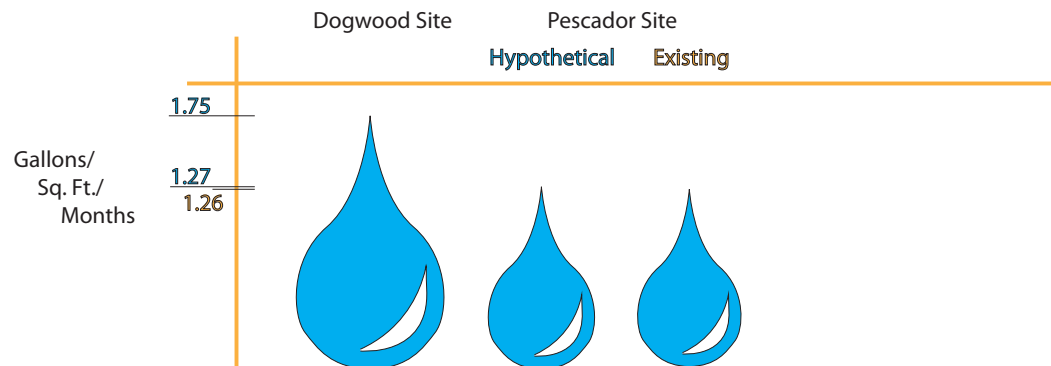 Dogwood Site Pescador Site
Hypothetical Existing
1.75
1.27
1.26
Gallons/
Sq. Ft./
Months